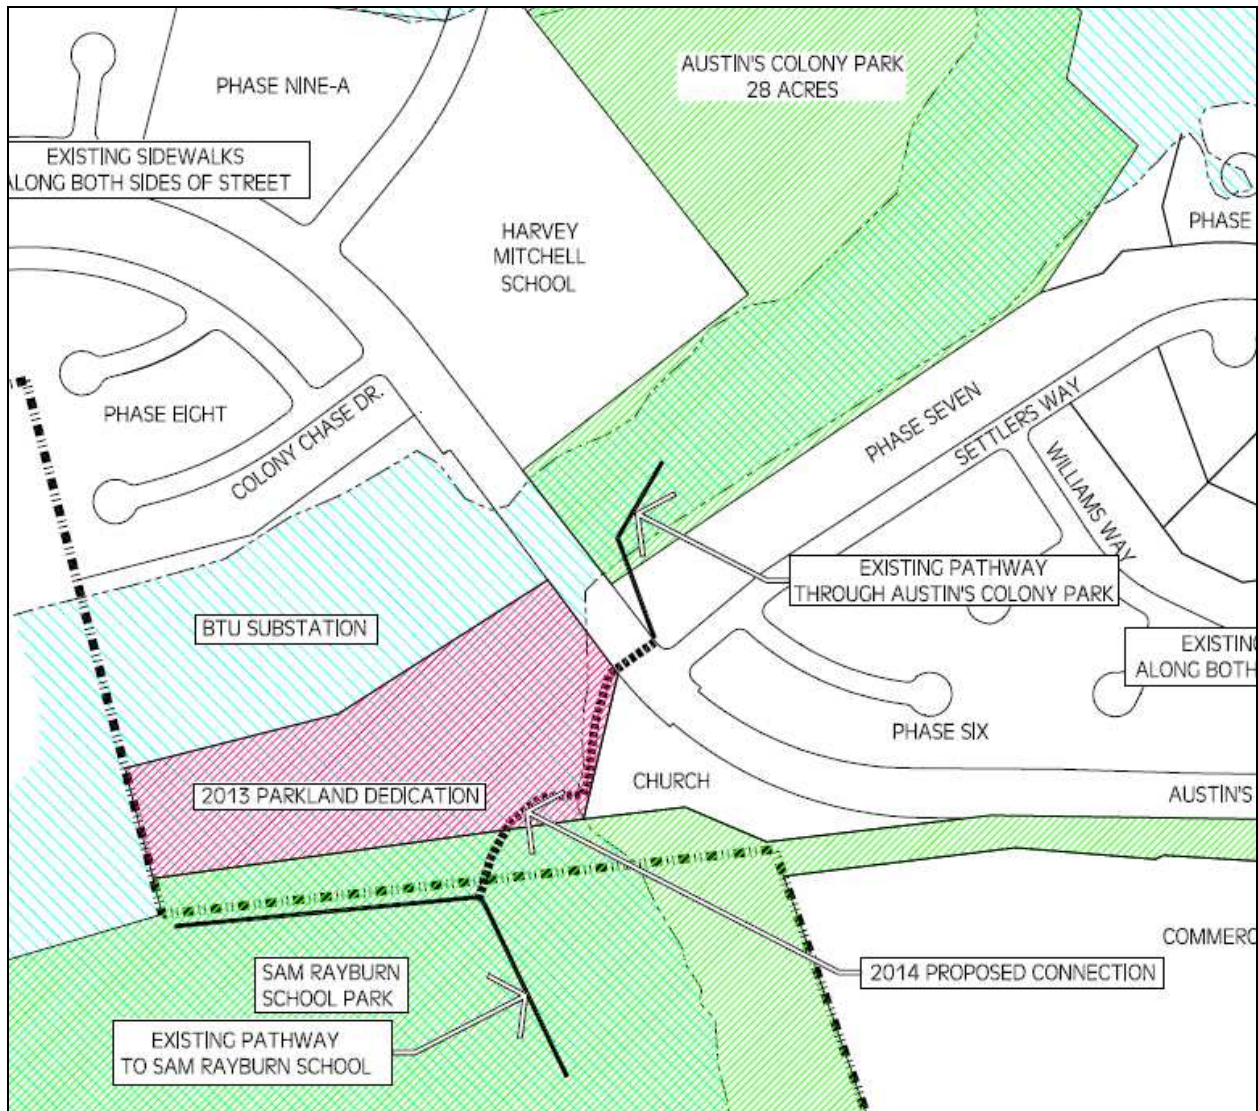 AUSTIN'S COLONY PARK
28 ACRES
PHASE NINE-A
EXISTING SIDEWALKS
ALONG BOTH SIDES OF STREET
HARVEY
MITCHELL
SCHOOL
PHASE
PHASE EIGHT
COLONY CHASE DR.
PHASE SEVEN
SETTLERS WAY
WILLIAMS WAY
EXISTING PATHWAY
THROUGH AUSTIN'S COLONY PARK
BTU SUBSTATION
EXISTING
ALONG BOTH
PHASE SIX
CHURCH
2013 PARKLAND DEDICATION
AUSTIN'S
COMMERC
SAM RAYBURN
SCHOOL PARK
2014 PROPOSED CONNECTION
EXISTING PATHWAY
TO SAM RAYBURN SCHOOL